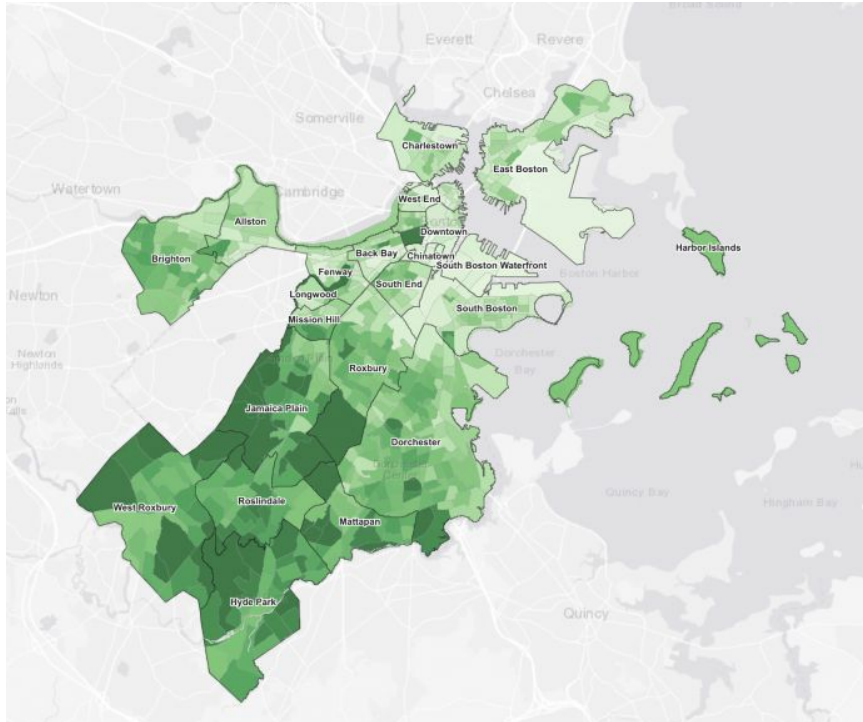 Everett
Revere
Chelsea
Somerville
Charlestown
East Boston
Watertown
Cambridge
West End
Allston
Downtown
Harbor Islands
Back Bay
Chinatown
Brighton
South Boston Waterfront
Boston Harbor
Fenway
South End
Newton
Longwood
South Boston
Mission Hill
Newton
Highlands
Dorchester
Bay
Roxbury
Jamaica Plain
Dorchester
West Roxbury
Roslindale
Quincy Bay
Hingham Bay
Mattapan
Hyde Park
Quincy